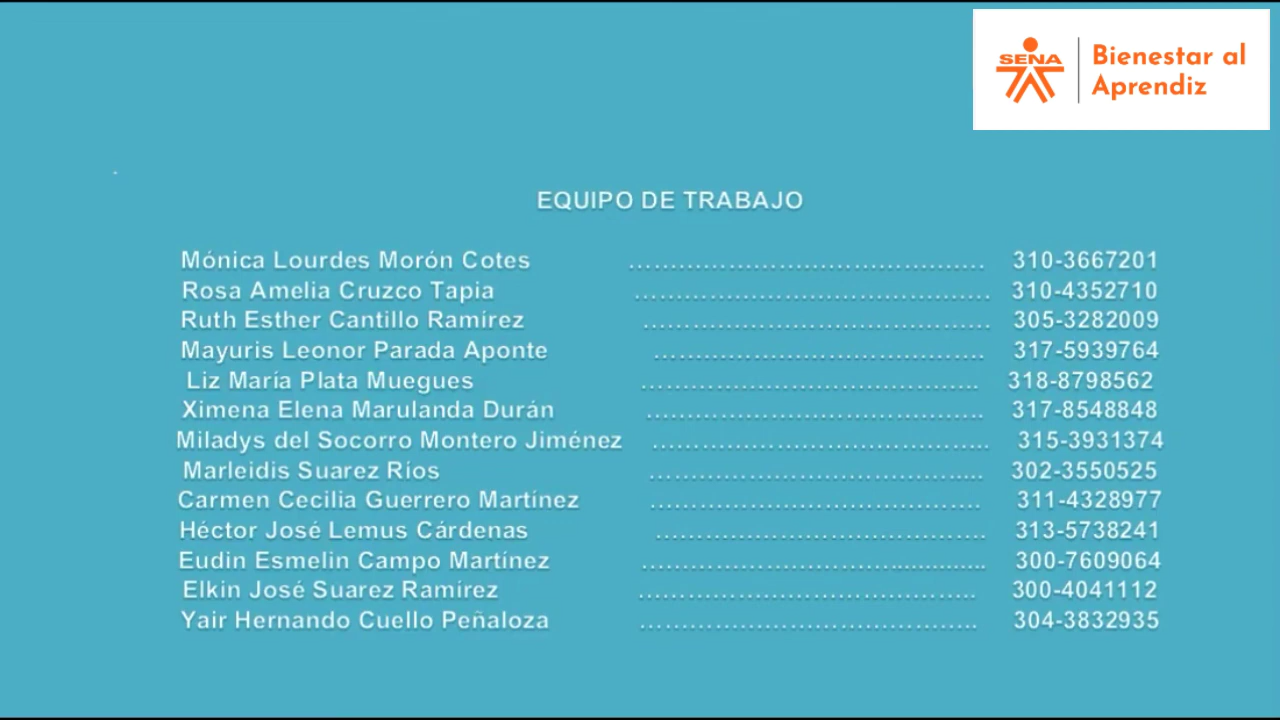 SENA
Bienestar al
Aprendiz
EQUIPO DE TRABAJO
Mónica Lourdes Morón Cotes ………………………………….. 310-3667201
Rosa Amelia Cruzco Tapia ………………………………….. 310-4352710
Ruth Esther Cantillo Ramírez ………………………………….. 305-3282009
Mayuris Leonor Parada Aponte ……………………………….. 317-5939764
Liz María Plata Muegues ……………………………….. 318-8798562
Ximena Elena Marulanda Durán ……………………………….. 317-8548848
Miladys del Socorro Montero Jiménez ……………………………….. 315-3931374
Marleidis Suarez Ríos ……………………………….. 302-3550525
Carmen Cecilia Guerrero Martínez ……………………………….. 311-4328977
Héctor José Lemus Cárdenas ……………………………….. 313-5738241
Eudin Esmelin Campo Martínez ……………………………….. 300-7609064
Elkin José Suarez Ramírez ……………………………….. 300-4041112
Yair Hernando Cuello Peñaloza ……………………………….. 304-3832935